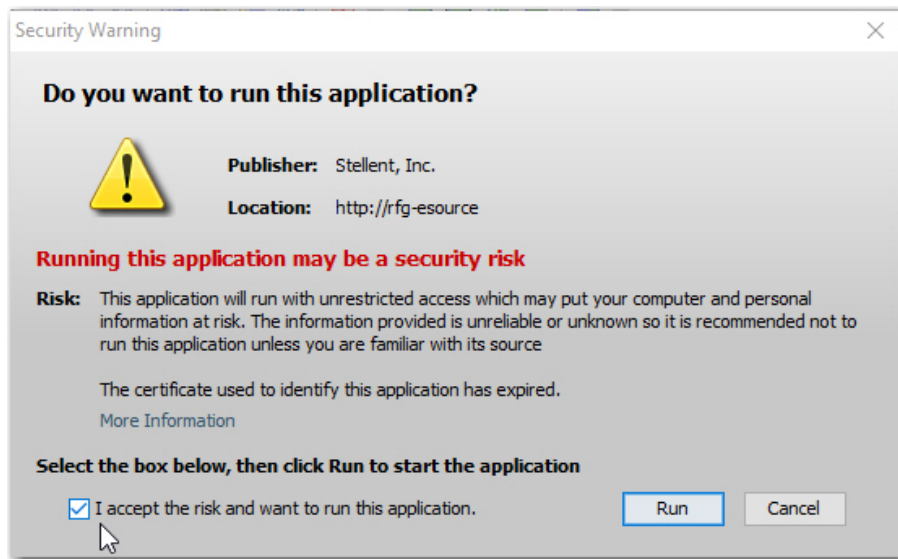 Security Warning
Do you want to run this application?
Publisher: Stellent, Inc.
Location: http://rfg-esource
Running this application may be a security risk
Risk: This application will run with unrestricted access which may put your computer and personal
information at risk. The information provided is unreliable or unknown so it is recommended not to
run this application unless you are familiar with its source
The certificate used to identify this application has expired.
More Information
Select the box below, then click Run to start the application
I accept the risk and want to run this application.
Run
Cancel